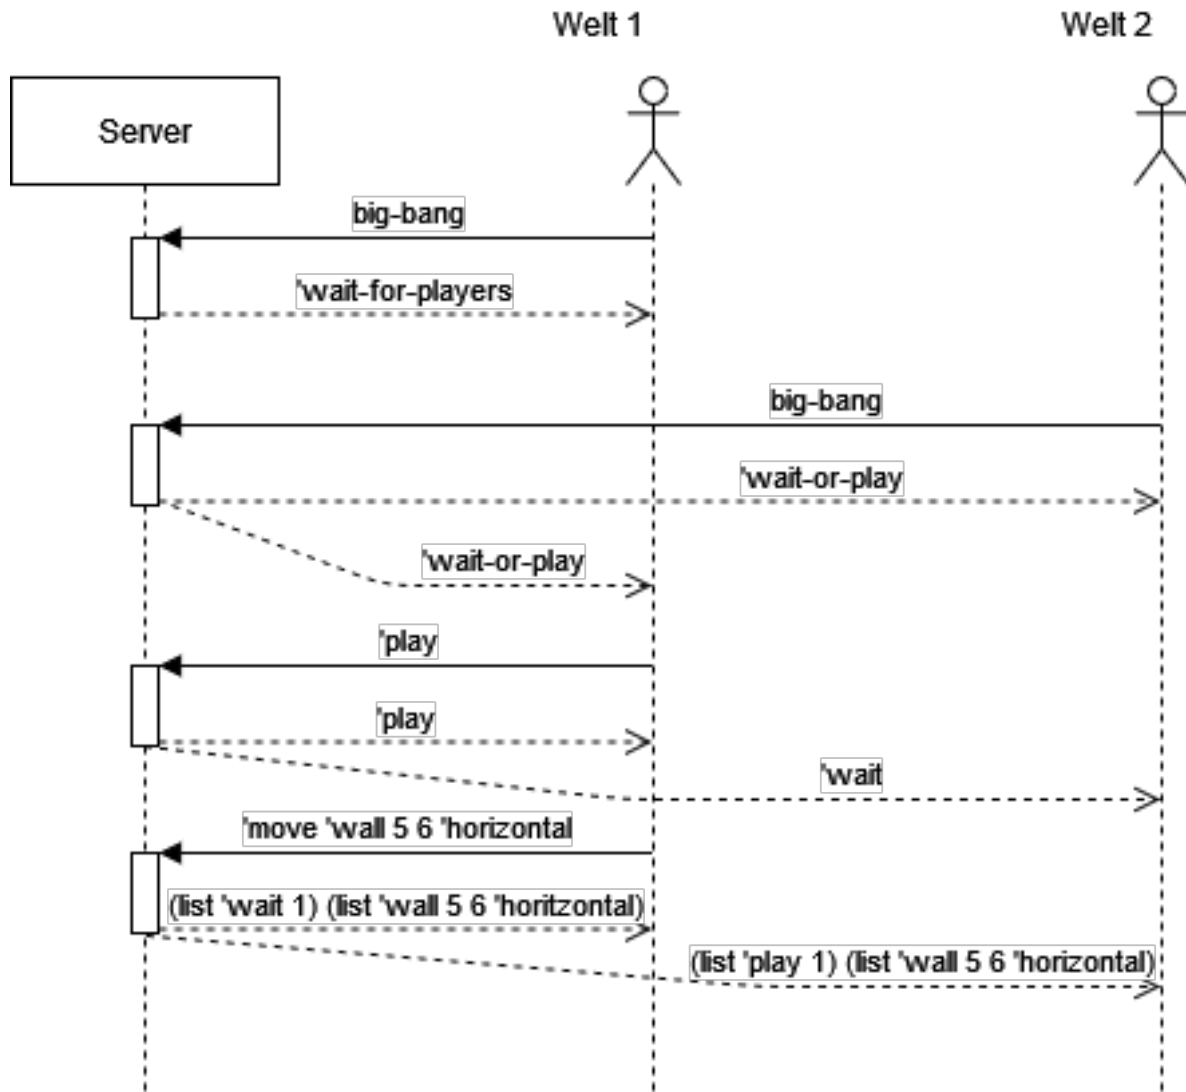 Welt 1
Welt 2
Server
big-bang
'wait-for-players
big-bang
'wait-or-play
'wait-or-play
'play
'play
'wait
'move 'wall 5 6 'horizontal
(list 'wait 1) (list 'wall 5 6 'horitzontal)
(list 'play 1) (list 'wall 5 6 'horizontal)